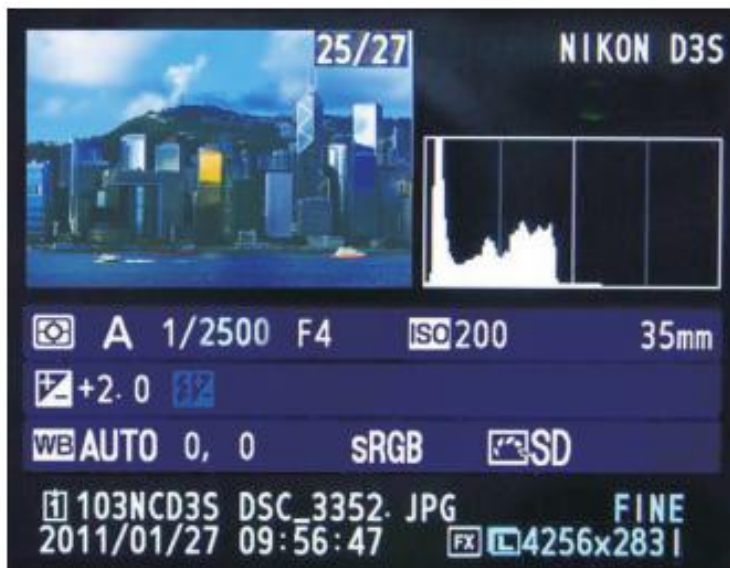 25/27
NIKON D3S
A 1/2500 F4 ISO 200 35mm
+2.0
WB AUTO 0, 0 sRGB SD
1 103NCD3S DSC_3352.JPG FINE
2011/01/27 09:56:47 FX L 4256x2831